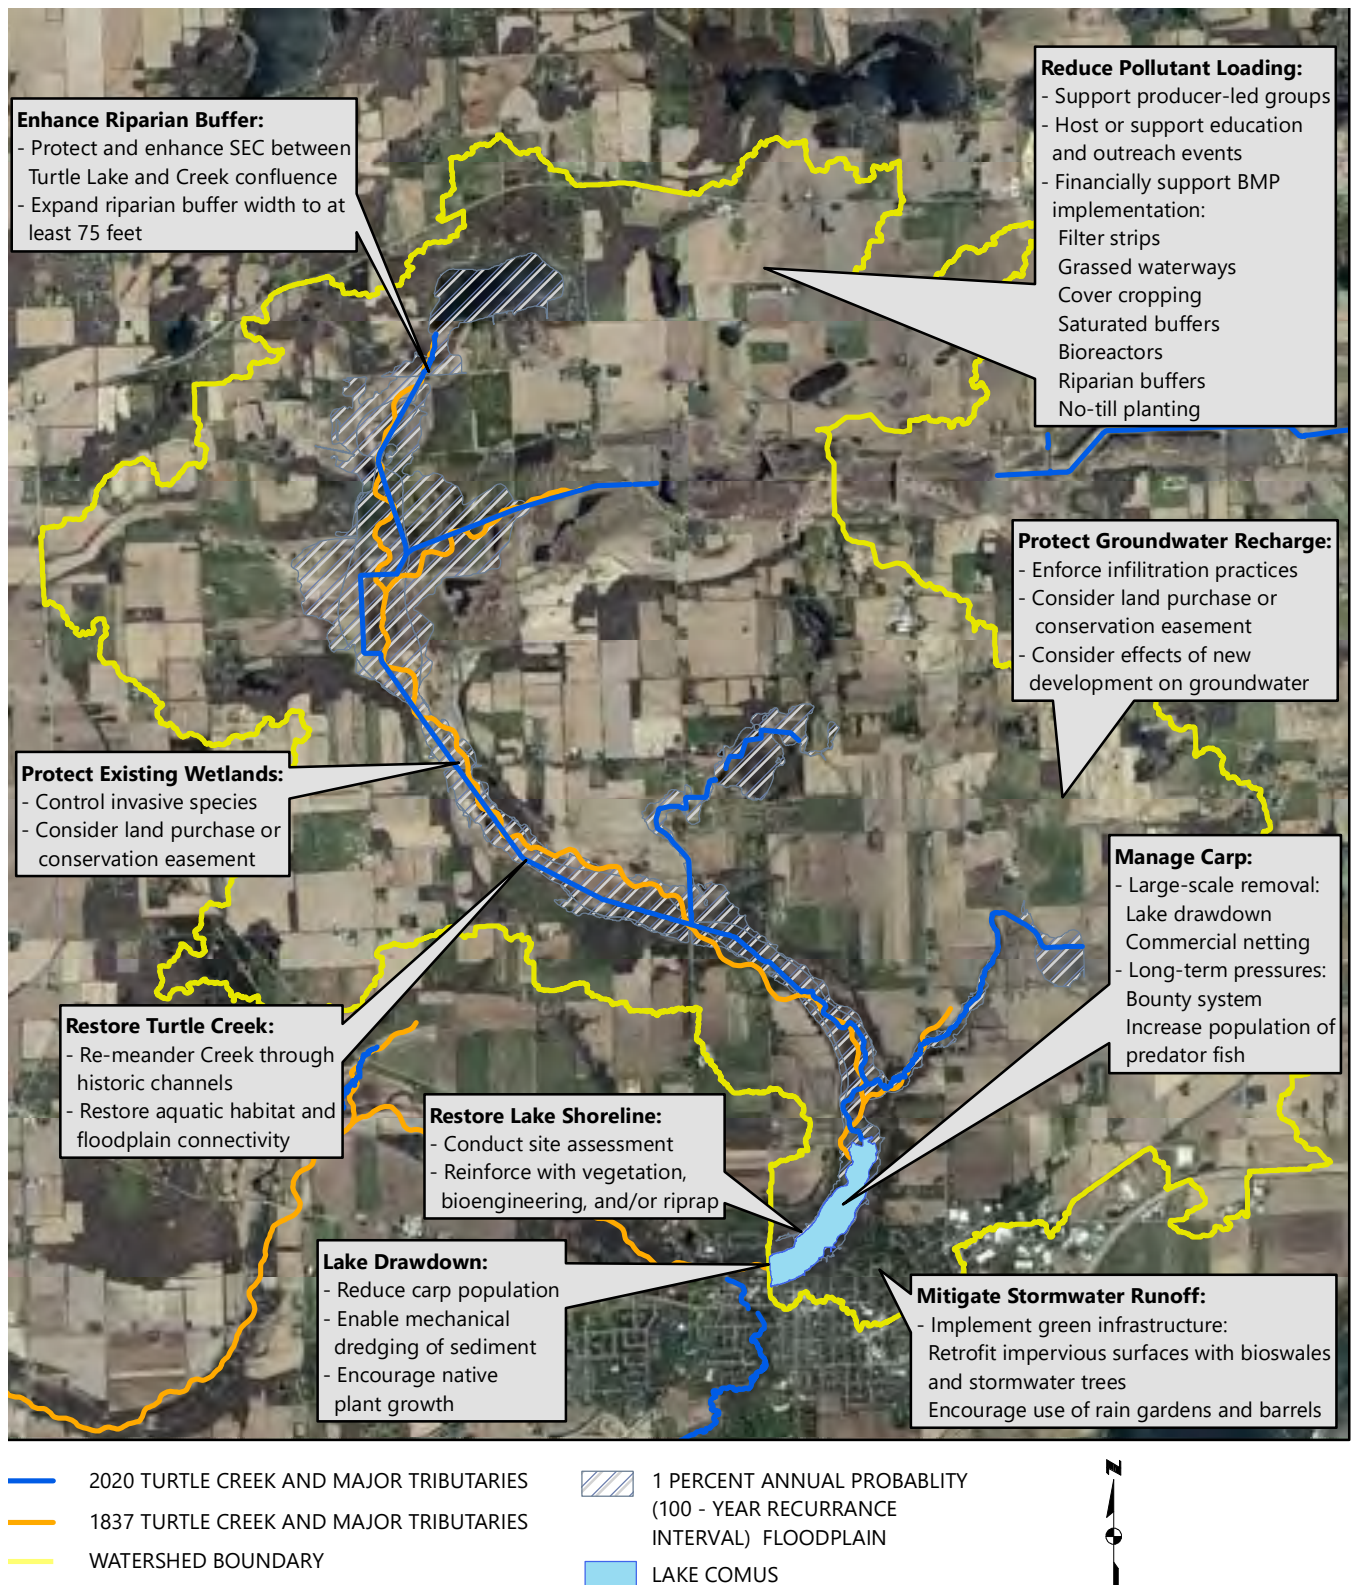 Enhance Riparian Buffer:
- Protect and enhance SEC between
Turtle Lake and Creek confluence
- Expand riparian buffer width to at
least 75 feet
Reduce Pollutant Loading:
- Support producer-led groups
- Host or support education
and outreach events
- Financially support BMP
implementation:
Filter strips
Grassed waterways
Cover cropping
Saturated buffers
Bioreactors
Riparian buffers
No-till planting
Protect Groundwater Recharge:
- Enforce infilitration practices
- Consider land purchase or
conservation easement
- Consider effects of new
development on groundwater
Protect Existing Wetlands:
- Control invasive species
- Consider land purchase or
conservation easement
Manage Carp:
- Large-scale removal:
Lake drawdown
Commercial netting
- Long-term pressures:
Bounty system
Increase population of
predator fish
Restore Turtle Creek:
- Re-meander Creek through
historic channels
- Restore aquatic habitat and
floodplain connectivity
Restore Lake Shoreline:
- Conduct site assessment
- Reinforce with vegetation,
bioengineering, and/or riprap
Lake Drawdown:
- Reduce carp population
- Enable mechanical
dredging of sediment
- Encourage native
plant growth
Mitigate Stormwater Runoff:
- Implement green infrastructure:
Retrofit impervious surfaces with bioswales
and stormwater trees
Encourage use of rain gardens and barrels
2020 TURTLE CREEK AND MAJOR TRIBUTARIES
1837 TURTLE CREEK AND MAJOR TRIBUTARIES
WATERSHED BOUNDARY
1 PERCENT ANNUAL PROBABLITY
(100 - YEAR RECURRANCE
INTERVAL) FLOODPLAIN
LAKE COMUS
N